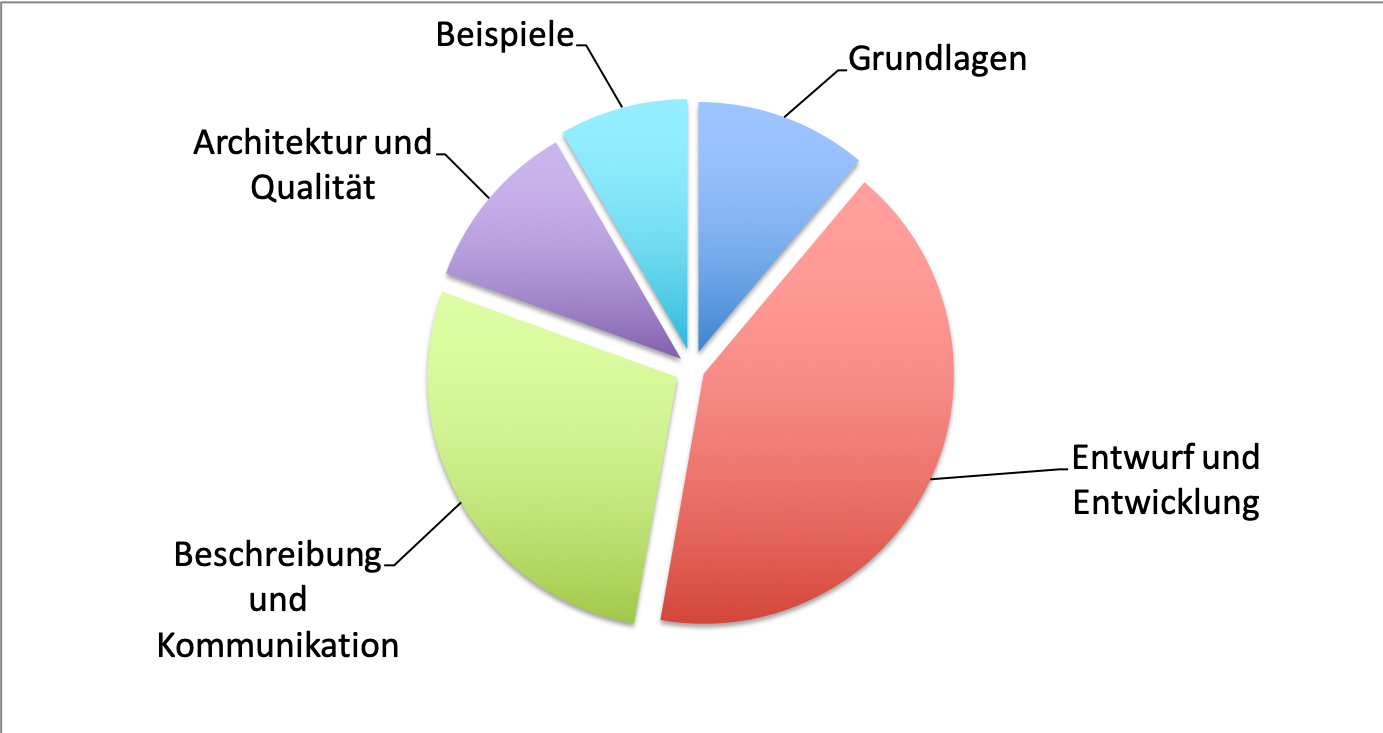 Beispiele
Grundlagen
Architektur und
Qualität
Entwurf und
Entwicklung
Beschreibung
und
Kommunikation